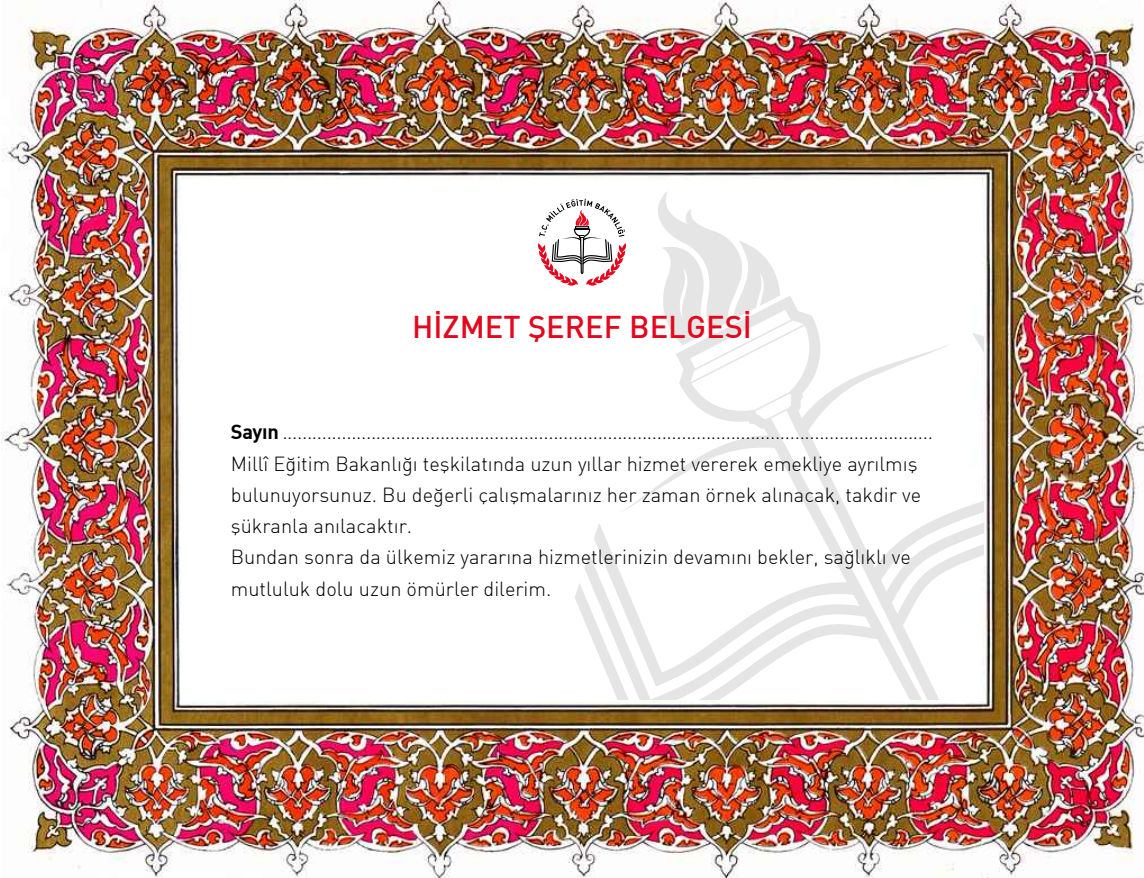 T.C. MİLLİ EĞİTİM BAKANLIĞI
HİZMET ŞEREF BELGESİ
Sayın ....................................................................................................................................
Millî Eğitim Bakanlığı teşkilatında uzun yıllar hizmet vererek emekliye ayrılmış
bulunuyorsunuz. Bu değerli çalışmalarınız her zaman örnek alınacak, takdir ve
şükranla anılacaktır.
Bundan sonra da ülkemiz yararına hizmetlerinizin devamını bekler, sağlıklı ve
mutluluk dolu uzun ömürler dilerim.